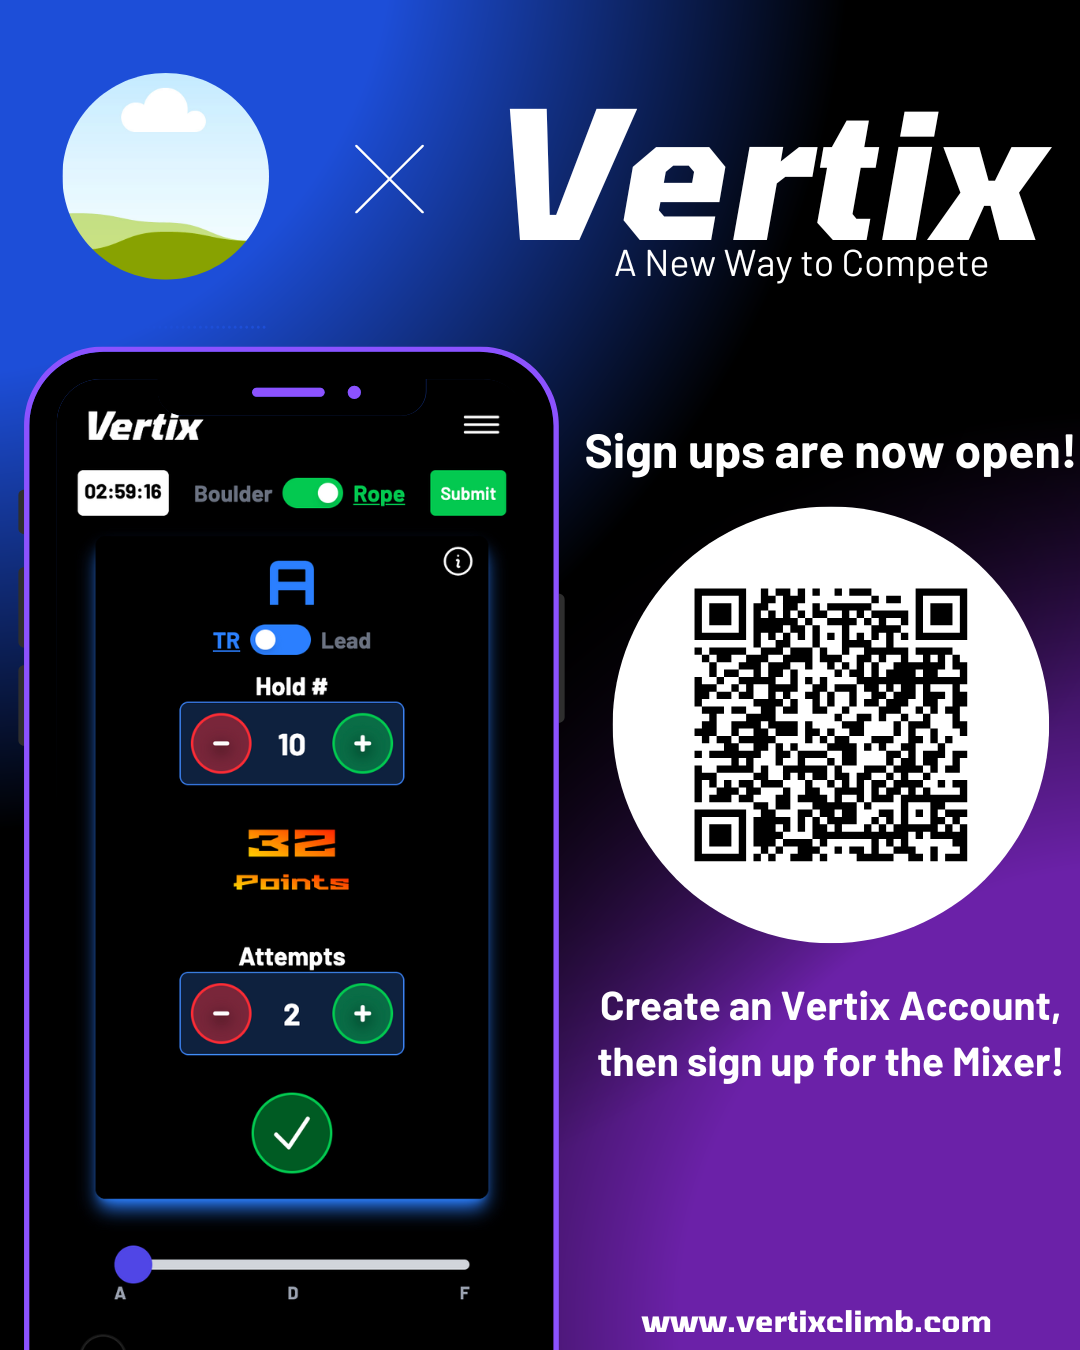 Vertix
A New Way to Compete
Vertix
02:59:16 Boulder Rope Submit
A
TR Lead
Hold #
- 10 +
32
Points
Attempts
- 2 +
A D F
Sign ups are now open!
Create an Vertix Account,
then sign up for the Mixer!
www.vertixclimb.com